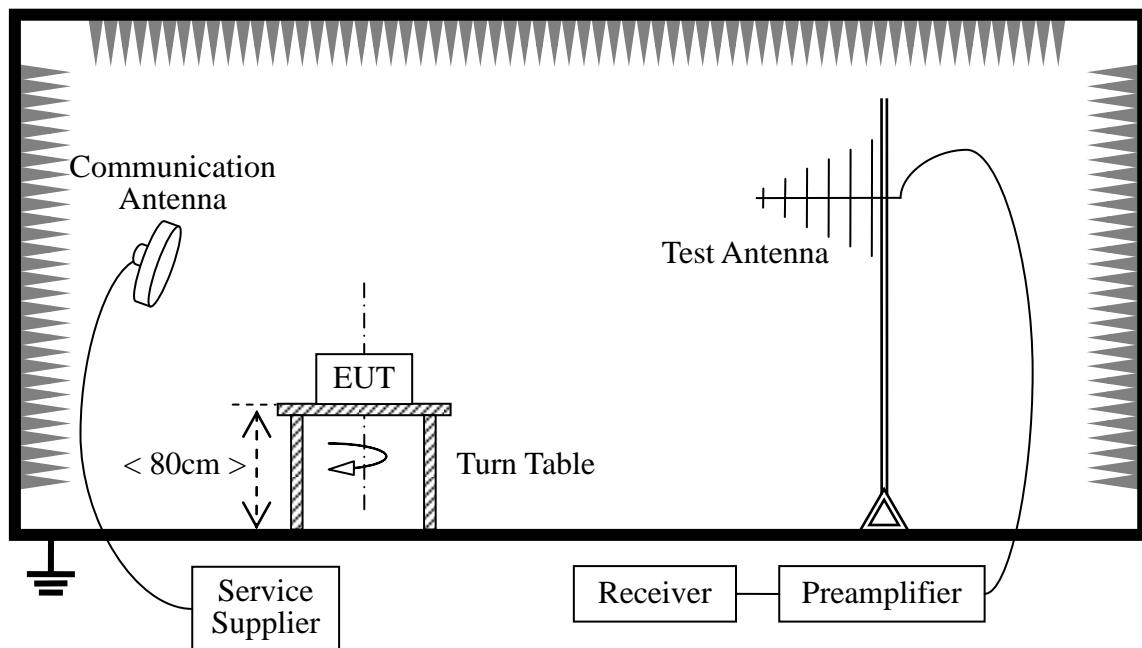 Communication
Antenna
Test Antenna
EUT
< 80cm >
Turn Table
Service
Supplier
Receiver
Preamplifier